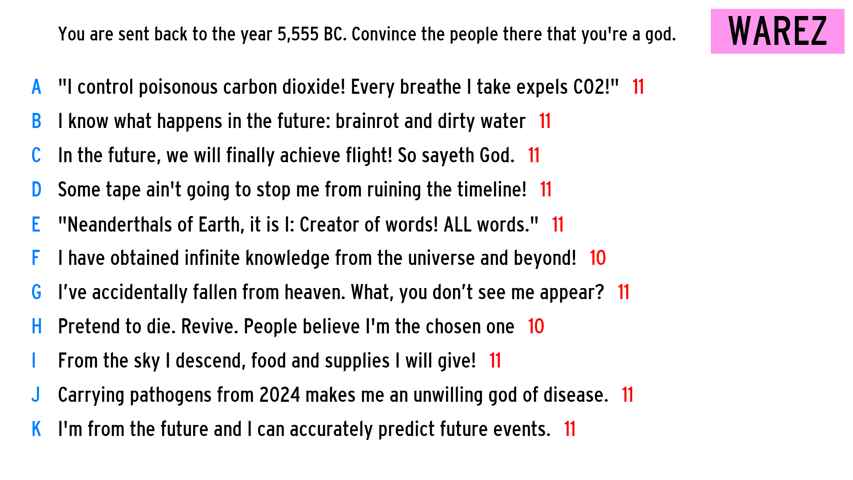 You are sent back to the year 5,555 BC. Convince the people there that you're a god.
WAREZ
A "I control poisonous carbon dioxide! Every breathe I take expels CO2!" 11
B I know what happens in the future: brainrot and dirty water 11
C In the future, we will finally achieve flight! So sayeth God. 11
D Some tape ain't going to stop me from ruining the timeline! 11
E "Neanderthals of Earth, it is I: Creator of words! ALL words." 11
F I have obtained infinite knowledge from the universe and beyond! 10
G I’ve accidentally fallen from heaven. What, you don’t see me appear? 11
H Pretend to die. Revive. People believe I'm the chosen one 10
I From the sky I descend, food and supplies I will give! 11
J Carrying pathogens from 2024 makes me an unwilling god of disease. 11
K I'm from the future and I can accurately predict future events. 11